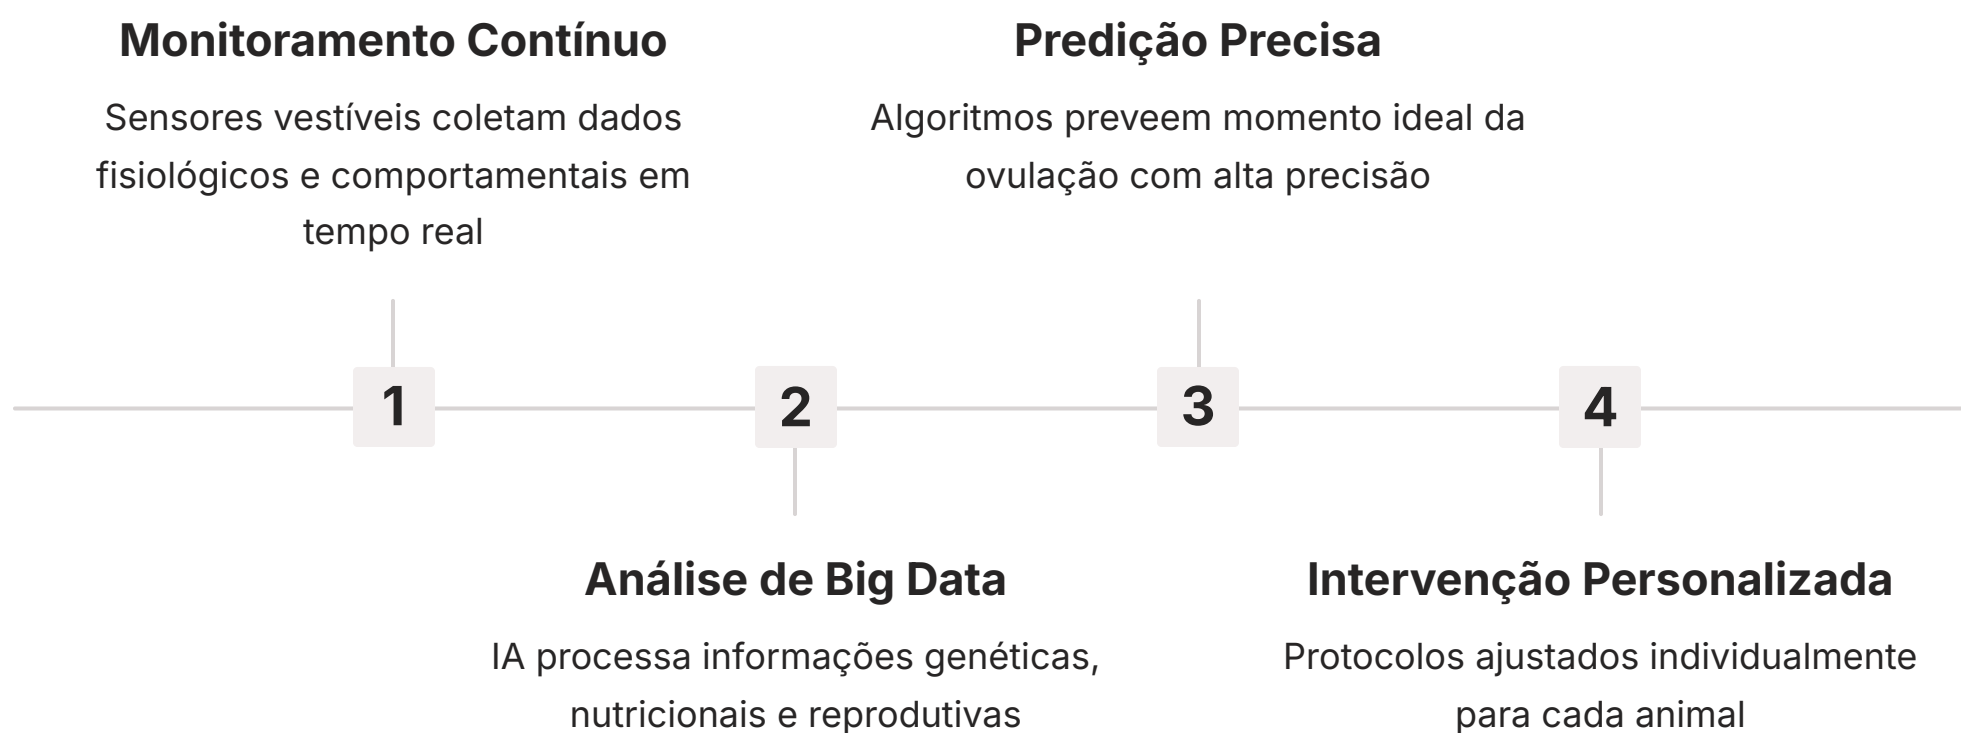 Monitoramento Contínuo
Sensores vestíveis coletam dados
fisiológicos e comportamentais em
tempo real
1
Análise de Big Data
IA processa informações genéticas,
nutricionais e reprodutivas
2
Predição Precisa
Algoritmos preveem momento ideal da
ovulação com alta precisão
3
Intervenção Personalizada
Protocolos ajustados individualmente
para cada animal
4